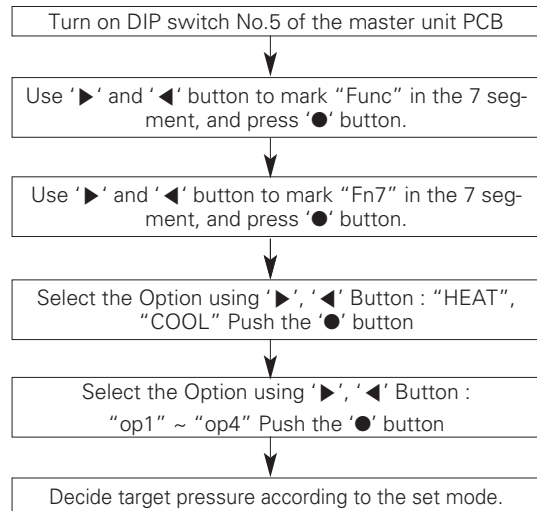 Turn on DIP switch No.5 of the master unit PCB
Use ‘▶’ and ‘◀’ button to mark “Func” in the 7 seg-
ment, and press ‘●’ button.
Use ‘▶’ and ‘◀’ button to mark “Fn7” in the 7 seg-
ment, and press ‘●’ button.
Select the Option using ‘▶’, ‘◀’ Button : “HEAT”,
“COOL” Push the ‘●’ button
Select the Option using ‘▶’, ‘◀’ Button :
“op1” ~ “op4” Push the ‘●’ button
Decide target pressure according to the set mode.